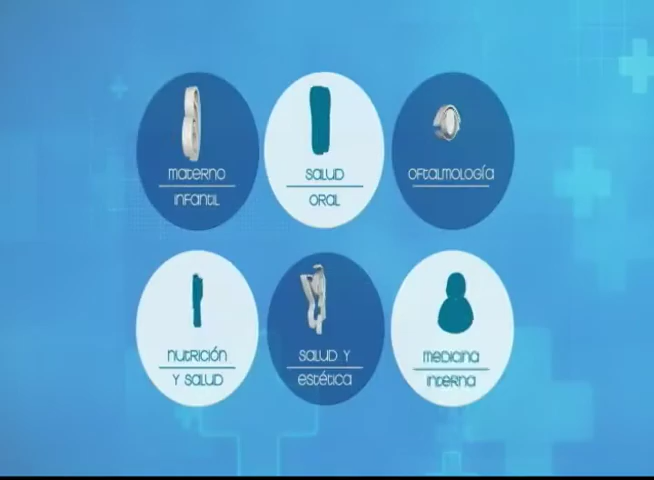 materno
infantil
salud
oral
oftalmología
nutrición
y salud
salud y
estética
medicina
interna